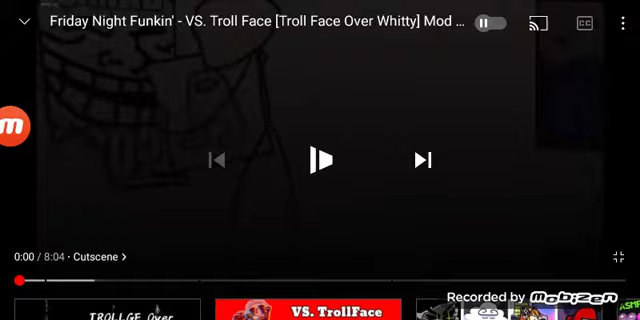 Friday Night Funkin' - VS. Troll Face [Troll Face Over Whitty] Mod ...
CC
m
0:00 / 8:04 · Cutscene >
Recorded by mobizen
TROLLGE Over
VS. TrollFace